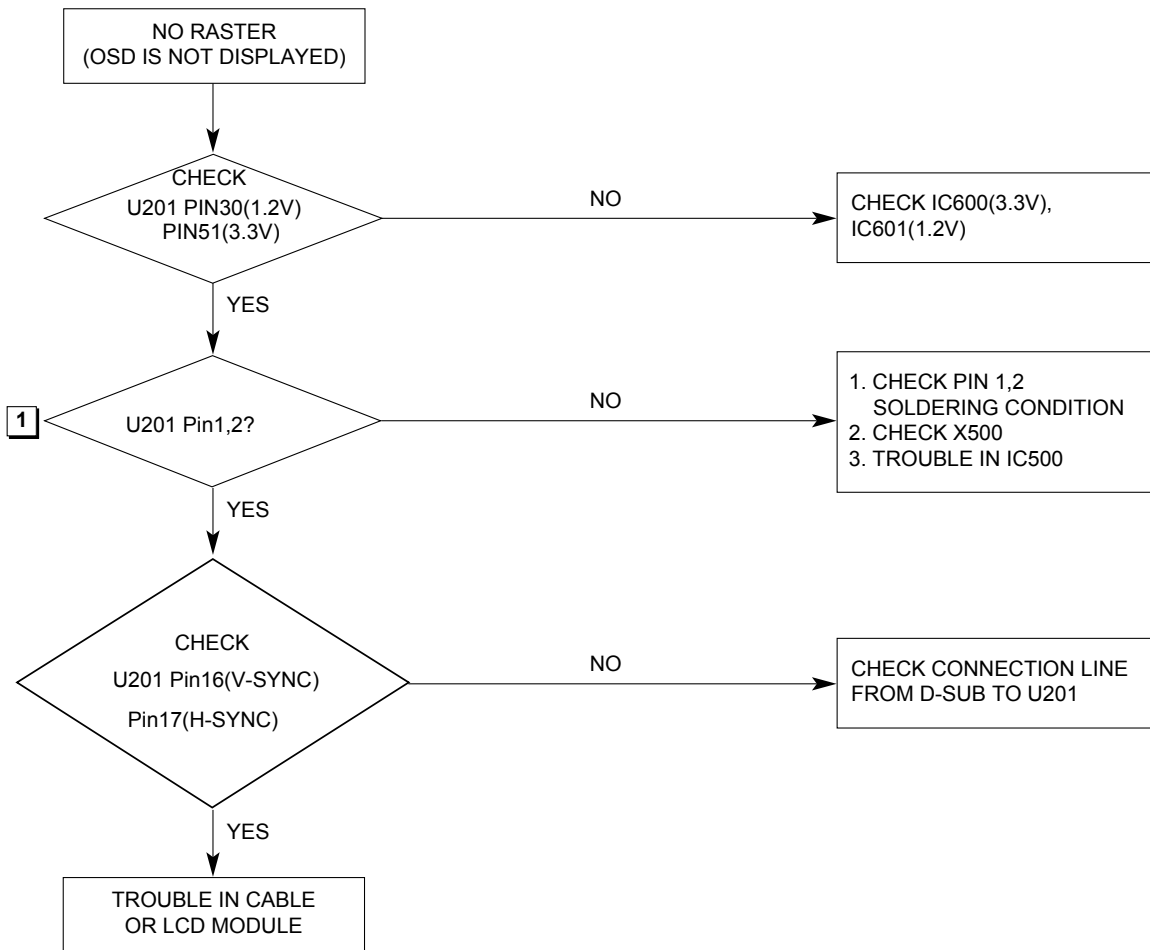 NO RASTER
(OSD IS NOT DISPLAYED)
CHECK
U201 PIN30(1.2V)
PIN51(3.3V)
NO
CHECK IC600(3.3V),
IC601(1.2V)
YES
1
U201 Pin1,2?
NO
1. CHECK PIN 1,2
SOLDERING CONDITION
2. CHECK X500
3. TROUBLE IN IC500
YES
CHECK
U201 Pin16(V-SYNC)
Pin17(H-SYNC)
NO
CHECK CONNECTION LINE
FROM D-SUB TO U201
YES
TROUBLE IN CABLE
OR LCD MODULE